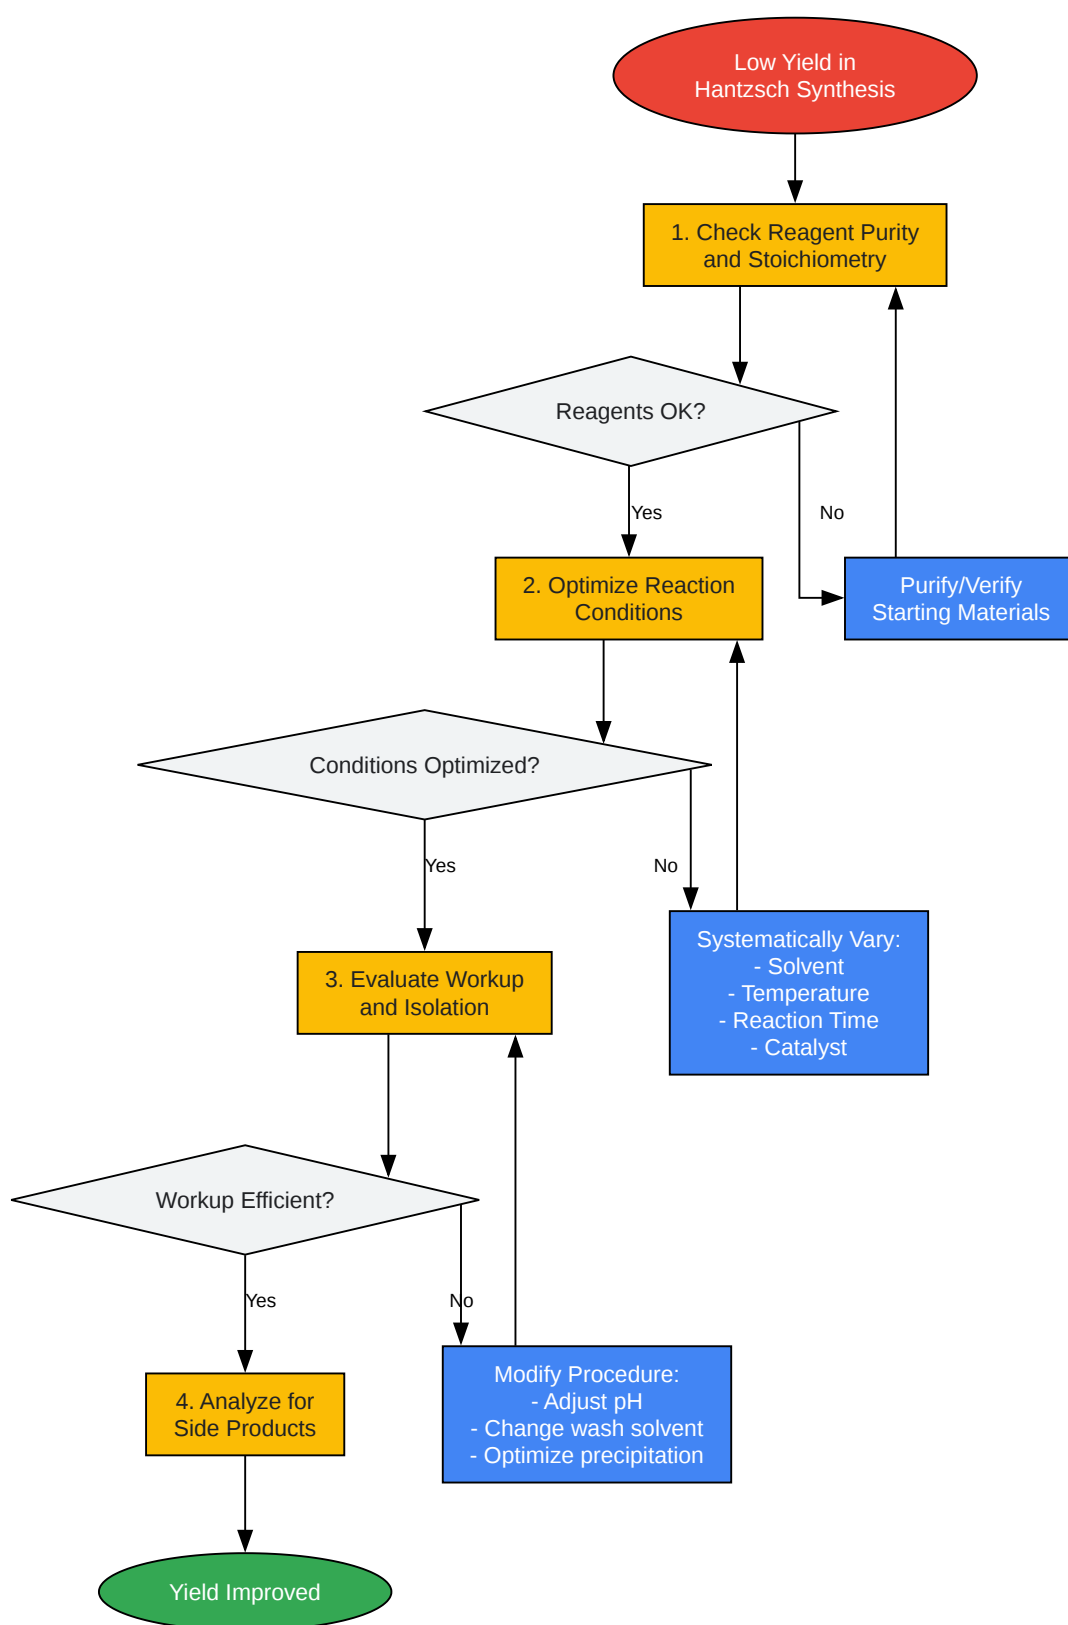 Low Yield in
Hantzsch Synthesis
1. Check Reagent Purity
and Stoichiometry
Reagents OK?
Yes
No
2. Optimize Reaction
Conditions
Purify/Verify
Starting Materials
Conditions Optimized?
Yes
No
Systematically Vary:
- Solvent
- Temperature
- Reaction Time
- Catalyst
3. Evaluate Workup
and Isolation
Workup Efficient?
Yes
No
Modify Procedure:
- Adjust pH
- Change wash solvent
- Optimize precipitation
4. Analyze for
Side Products
Yield Improved